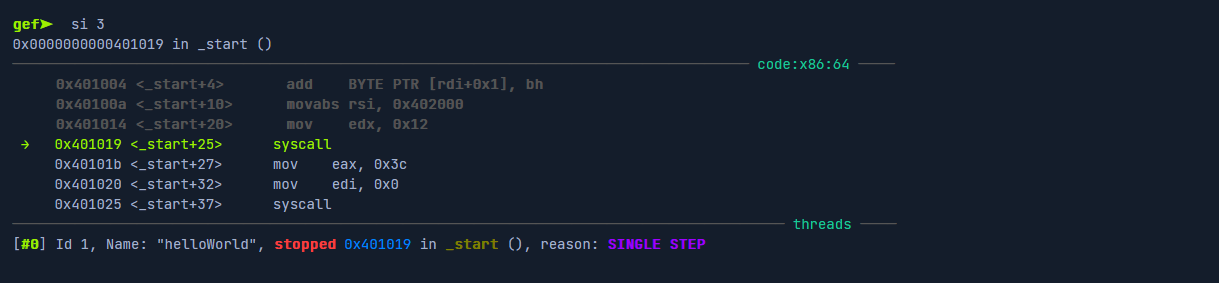 gef➤  si 3
0x0000000000401019 in _start ()
code:x86:64
0x401004 <_start+4>        add    BYTE PTR [rdi+0x1], bh
0x40100a <_start+10>       movabs rsi, 0x402000
0x401014 <_start+20>       mov    edx, 0x12
→   0x401019 <_start+25>      syscall
0x40101b <_start+27>      mov    eax, 0x3c
0x401020 <_start+32>      mov    edi, 0x0
0x401025 <_start+37>      syscall
threads
[#0] Id 1, Name: "helloWorld", stopped 0x401019 in _start (), reason: SINGLE STEP